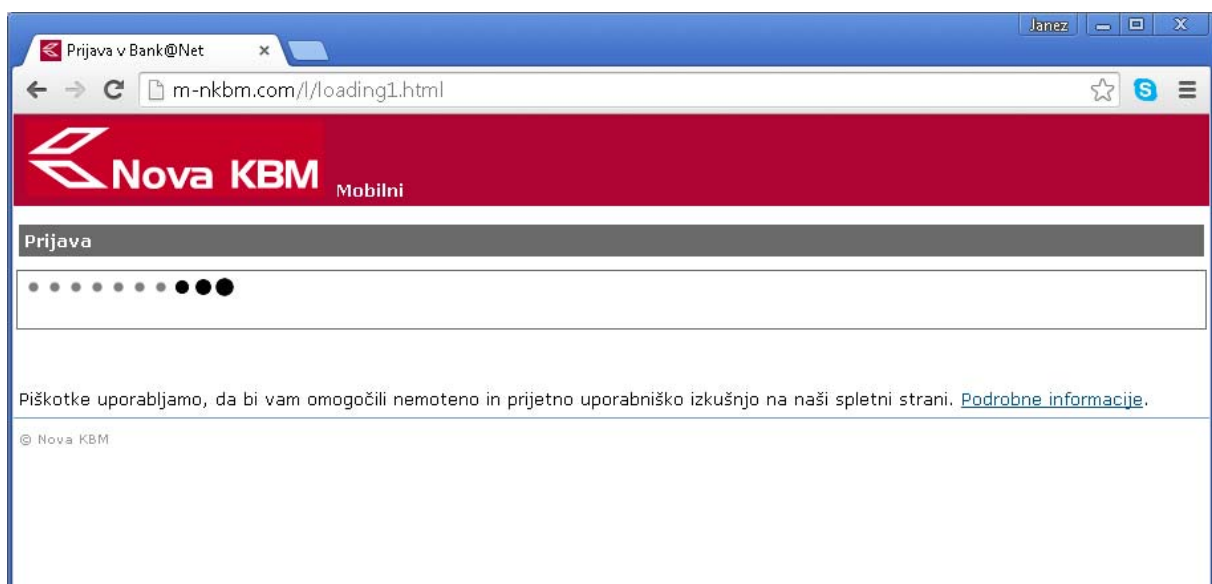 Janez
Prijava v Bank@Net
m-nkbm.com/l/loading1.html
Nova KBM Mobilni
Prijava
Piškotke uporabljamo, da bi vam omogočili nemoteno in prijetno uporabniško izkušnjo na naši spletni strani. Podrobne informacije.
© Nova KBM